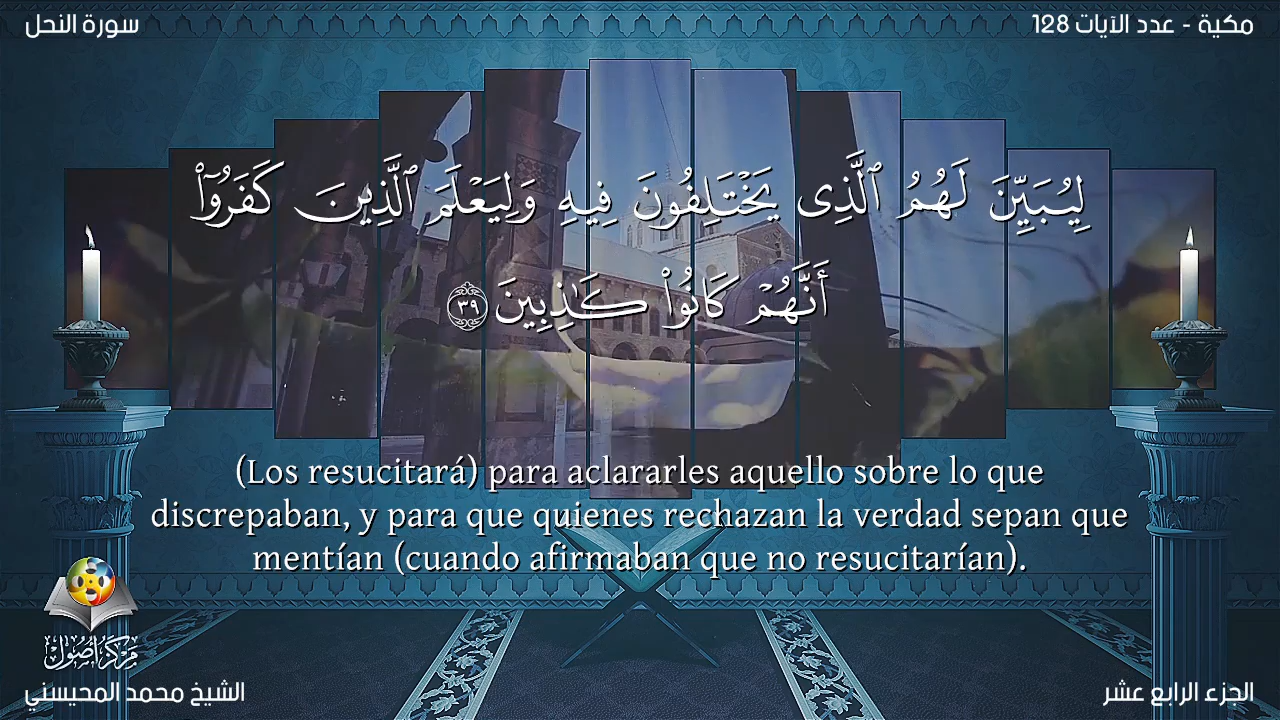 سورة النحل
مكية - عدد الآيات 128
لِيُبَيِّنَ لَهُمُ ٱلَّذِى يَخْتَلِفُونَ فِيهِ وَلِيَعْلَمَ ٱلَّذِينَ كَفَرُوٓا۟
أَنَّهُمْ كَانُوا۟ كَـٰذِبِينَ ٣٩
(Los resucitará) para aclararles aquello sobre lo que
discrepaban, y para que quienes rechazan la verdad sepan que
mentían (cuando afirmaban que no resucitarían).
مركز أصول
الشيخ محمد المحيسني
الجزء الرابع عشر